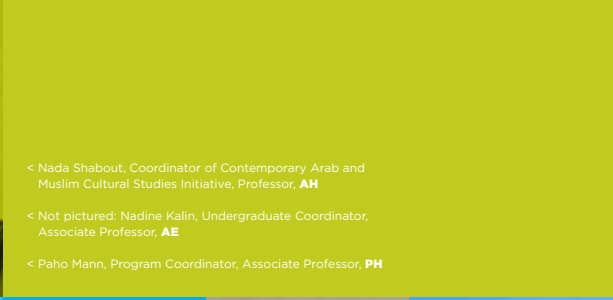 < Nada Shabout, Coordinator of Contemporary Arab and
Muslim Cultural Studies Initiative, Professor, AH
< Not pictured: Nadine Kalin, Undergraduate Coordinator,
Associate Professor, AE
< Paho Mann, Program Coordinator, Associate Professor, PH